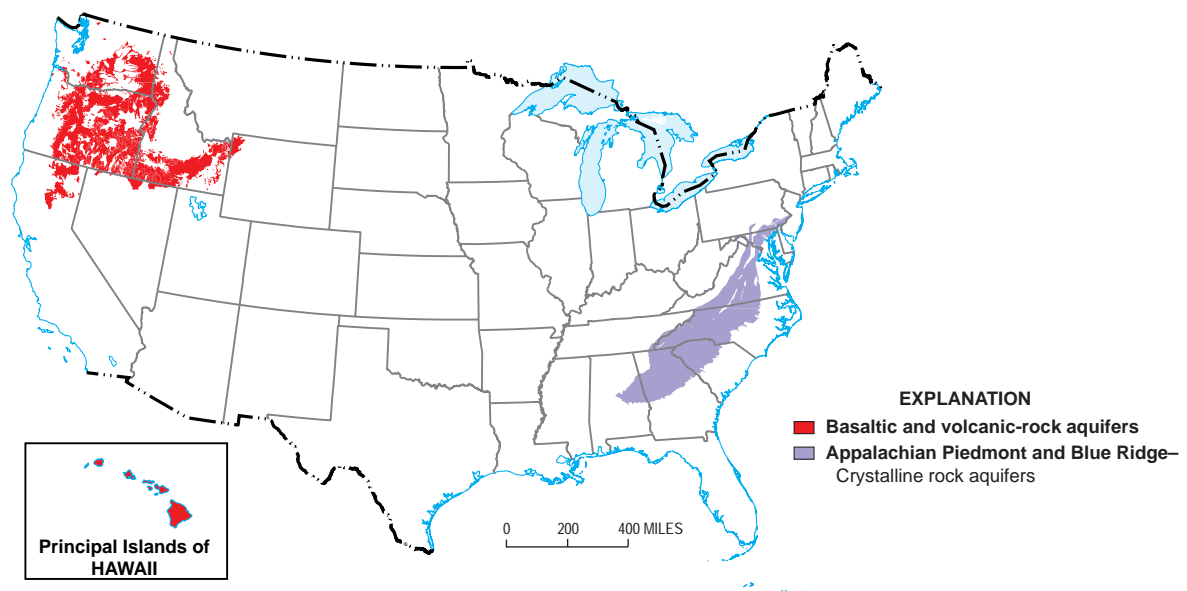 EXPLANATION
Basaltic and volcanic-rock aquifers
Appalachian Piedmont and Blue Ridge–
Crystalline rock aquifers
0 200 400 MILES
Principal Islands of
HAWAII